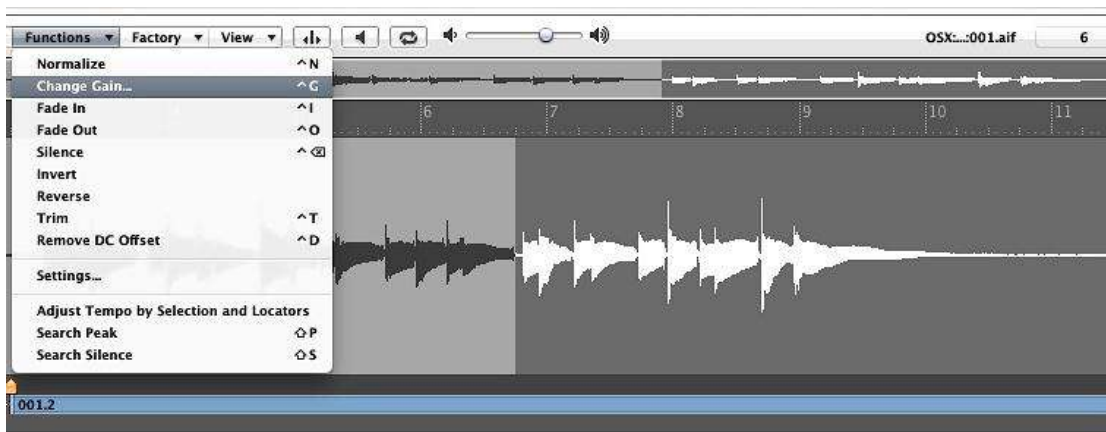 Functions ▼ Factory ▼ View ▼ OSX:...:001.aif 6
Normalize ^N
Change Gain... ^G
Fade In ^I
Fade Out ^O
Silence ^⌫
Invert
Reverse
Trim ^T
Remove DC Offset ^D
Settings...
Adjust Tempo by Selection and Locators
Search Peak ⇧P
Search Silence ⇧S
6 7 8 9 10 11
001.2